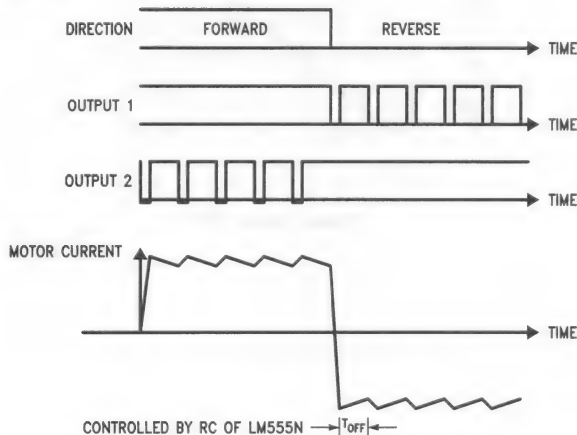 DIRECTION
FORWARD
REVERSE
TIME
OUTPUT 1
TIME
OUTPUT 2
TIME
MOTOR CURRENT
TIME
CONTROLLED BY RC OF LM555N
TOFF